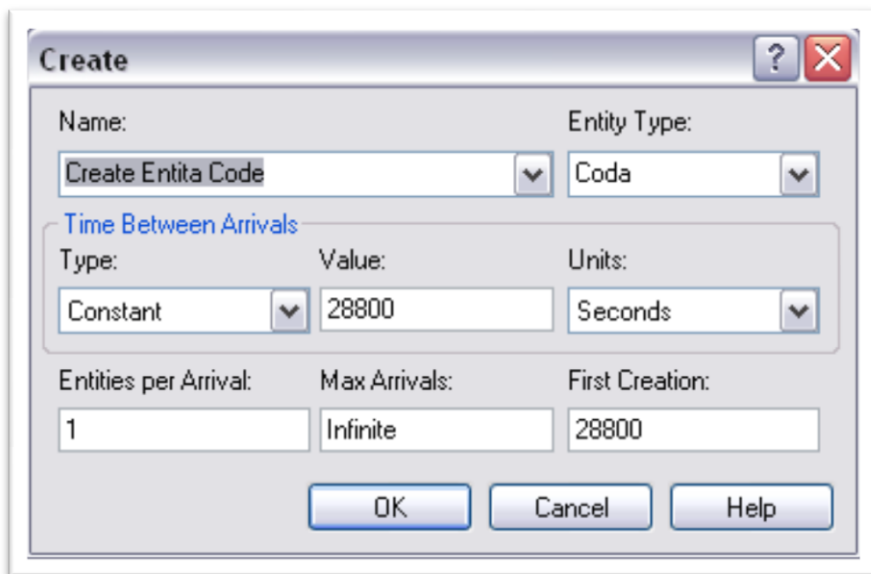 Create
Name: Entity Type:
Create Entita Code Coda
Time Between Arrivals
Type: Value: Units:
Constant 28800 Seconds
Entities per Arrival: Max Arrivals: First Creation:
1 Infinite 28800
OK Cancel Help